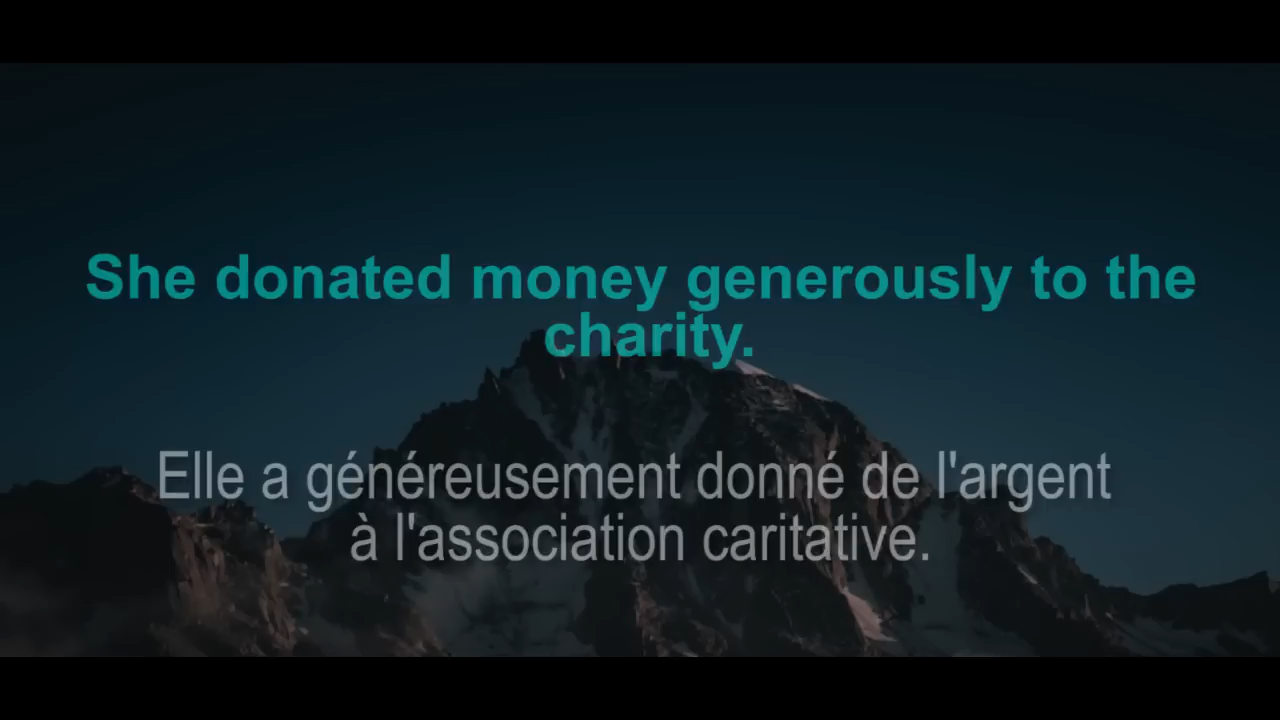 She donated money generously to the
charity.
Elle a généreusement donné de l'argent
à l'association caritative.